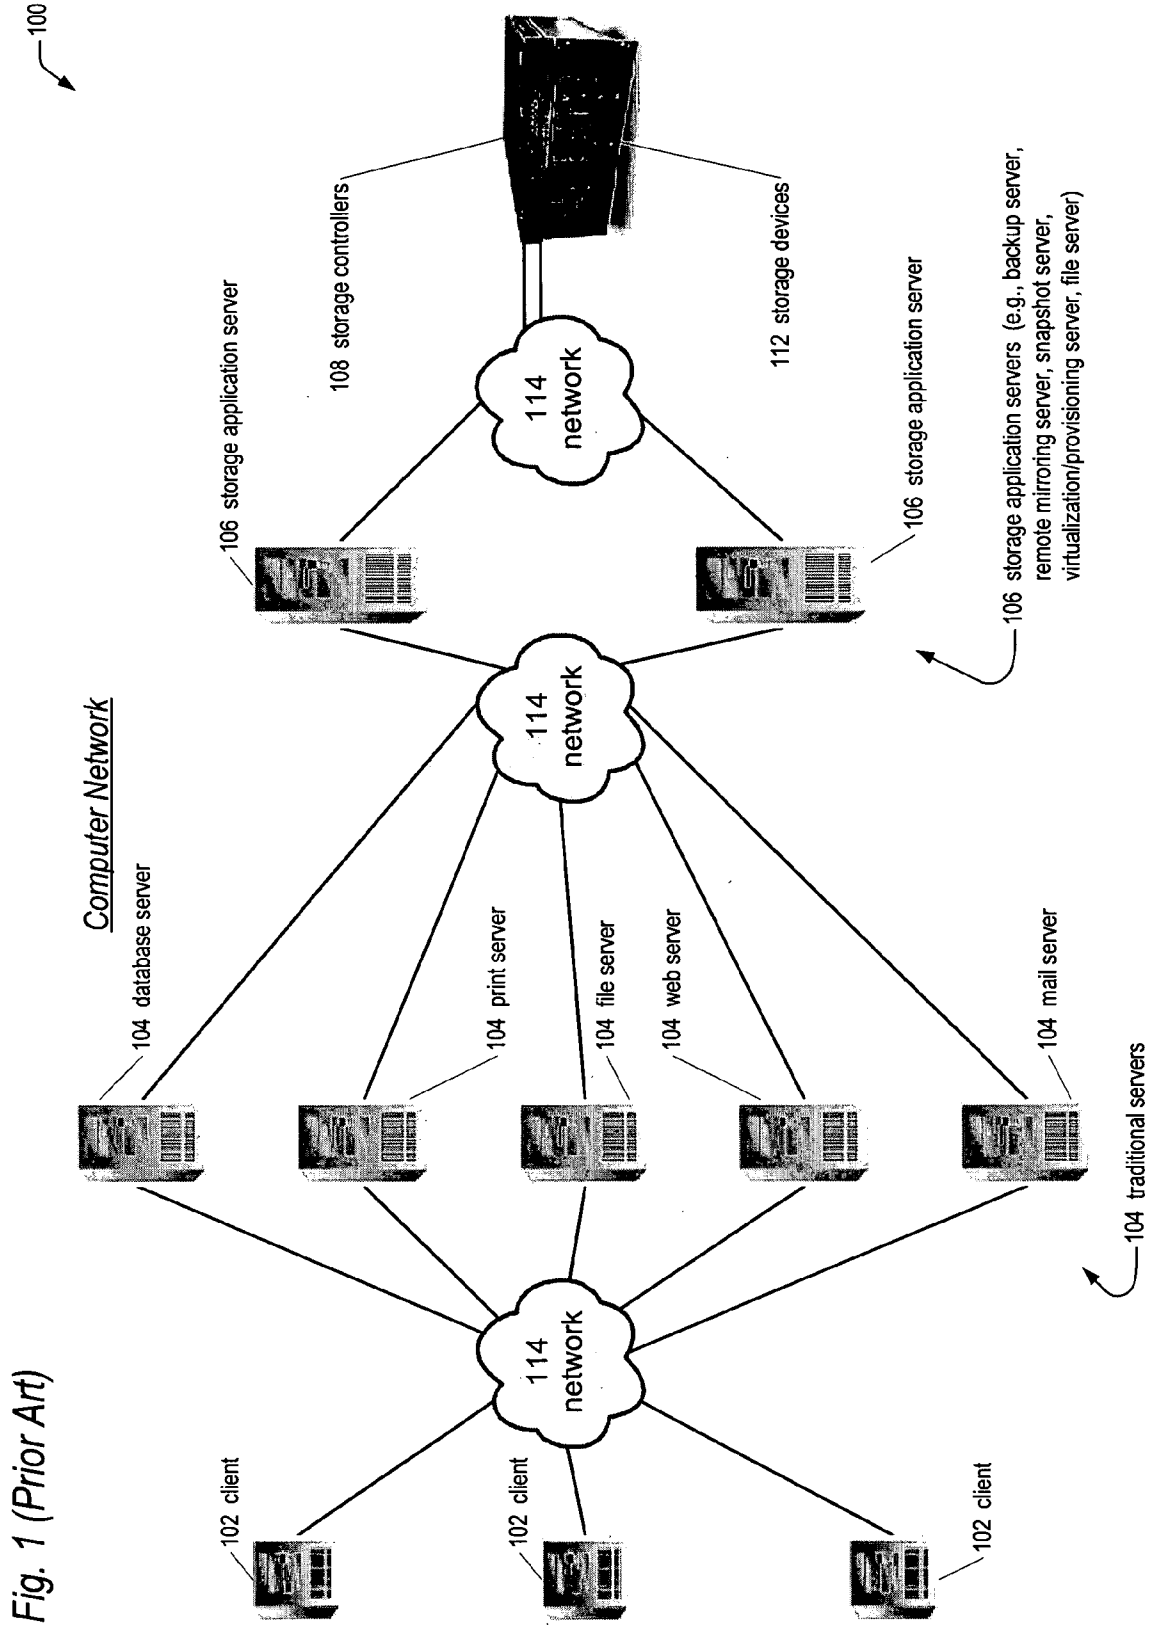 Fig. 1 (Prior Art)
Computer Network
100
102 client
102 client
102 client
114
network
104 database server
104 print server
104 file server
104 web server
104 mail server
104 traditional servers
114
network
106 storage application server
106 storage application server
106 storage application servers (e.g., backup server,
remote mirroring server, snapshot server,
virtualization/provisioning server, file server)
114
network
108 storage controllers
112 storage devices